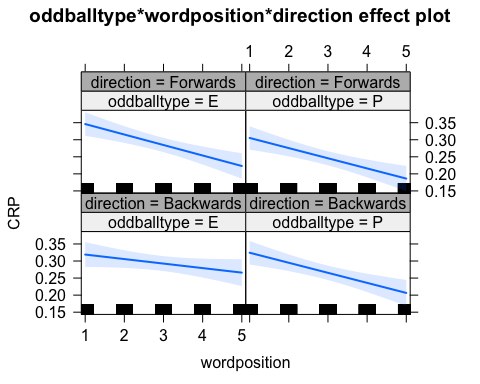 oddballtype*wordposition*direction effect plot
1 2 3 4 5
direction = Forwards direction = Forwards
oddballtype = E oddballtype = P
0.35
0.30
0.25
0.20
0.15
CRP
direction = Backwards direction = Backwards
oddballtype = E oddballtype = P
0.35
0.30
0.25
0.20
0.15
1 2 3 4 5
wordposition